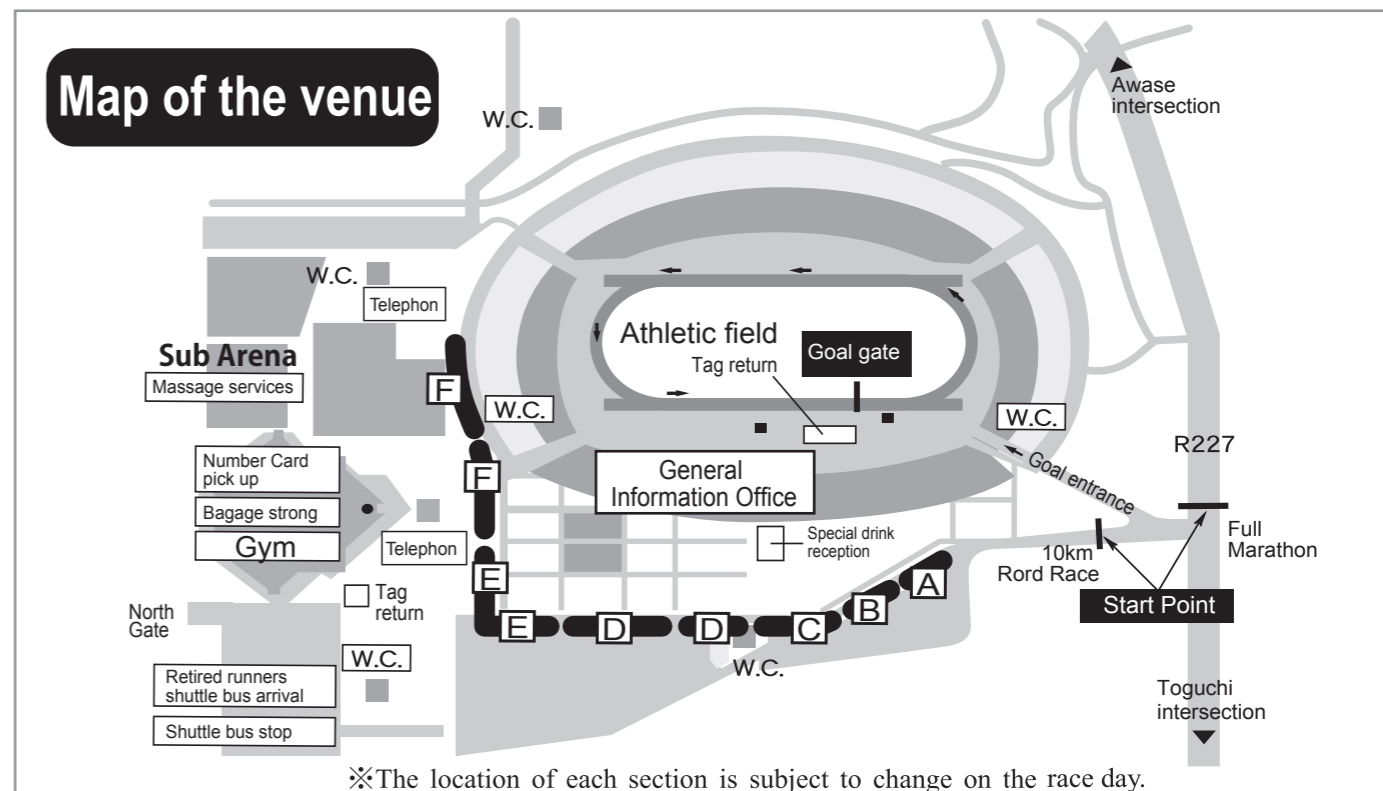 Map of the venue
W.C.
Awase
intersection
W.C.
Telephon
Sub Arena
Massage services
Athletic field
Tag return
Goal gate
F
W.C.
W.C.
R227
Number Card
pick up
Bagage strong
Gym
Telephon
F
General
Information Office
Goal entrance
Special drink
reception
10km
Rord Race
Full
Marathon
Start Point
Tag
return
North
Gate
E
E
D
D
C
B
A
W.C.
W.C.
Retired runners
shuttle bus arrival
Shuttle bus stop
Toguchi
intersection
※The location of each section is subject to change on the race day.